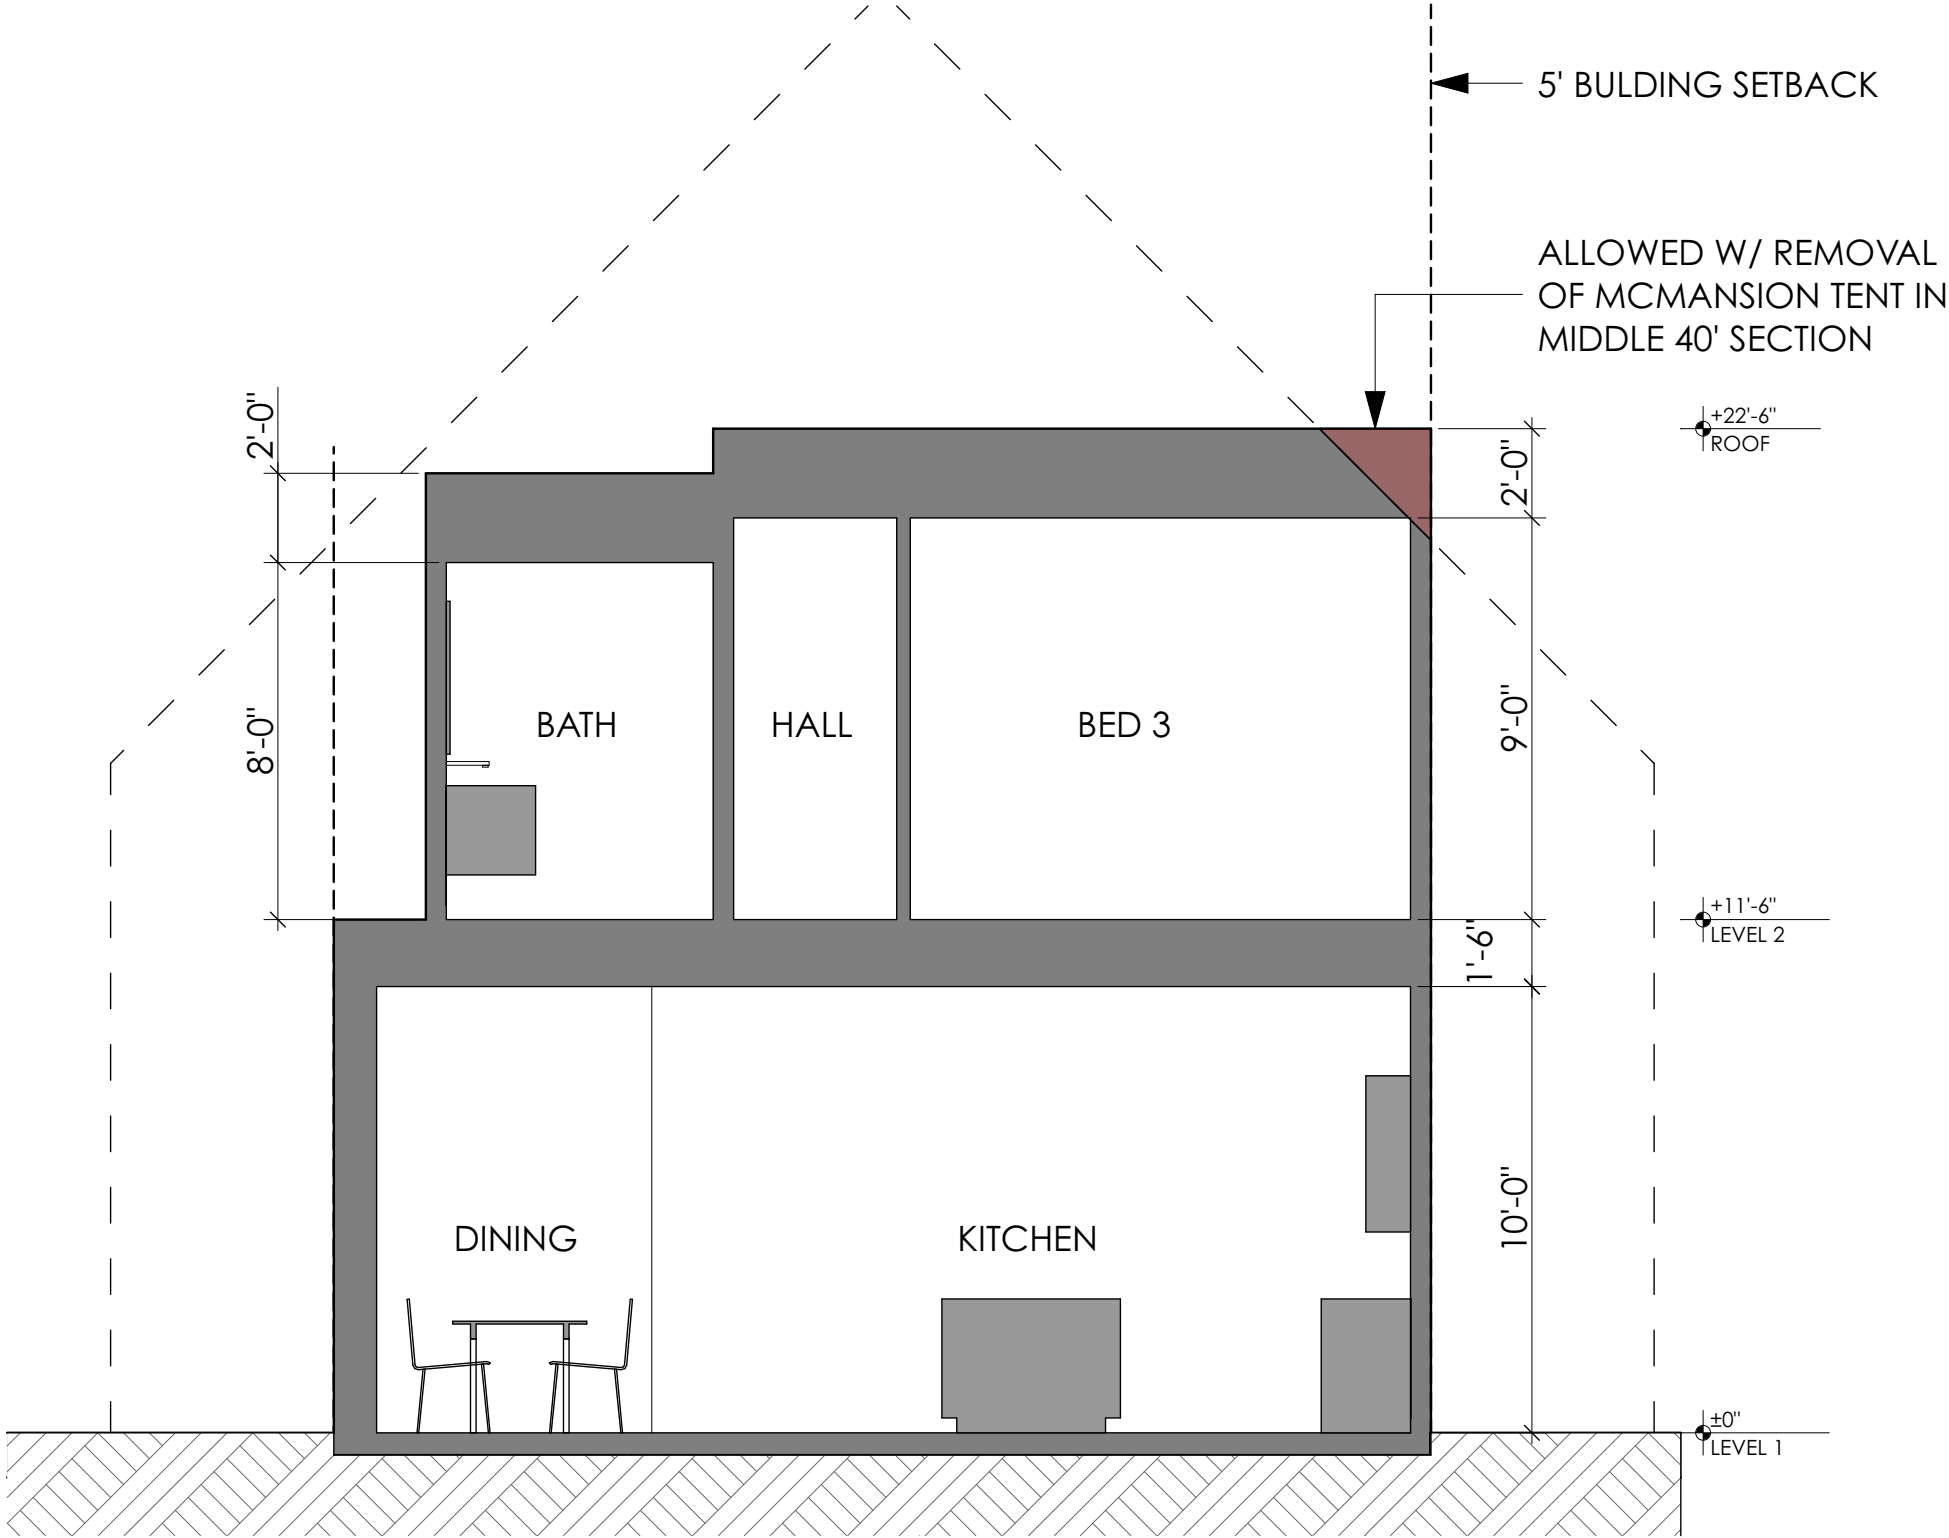 5' BULDING SETBACK
ALLOWED W/ REMOVAL
OF MCMANSION TENT IN
MIDDLE 40' SECTION
2'-0"
+22'-6"
ROOF
2'-0"
8'-0"
BATH
HALL
BED 3
9'-0"
+11'-6"
LEVEL 2
1'-6"
DINING
KITCHEN
10'-0"
±0"
LEVEL 1